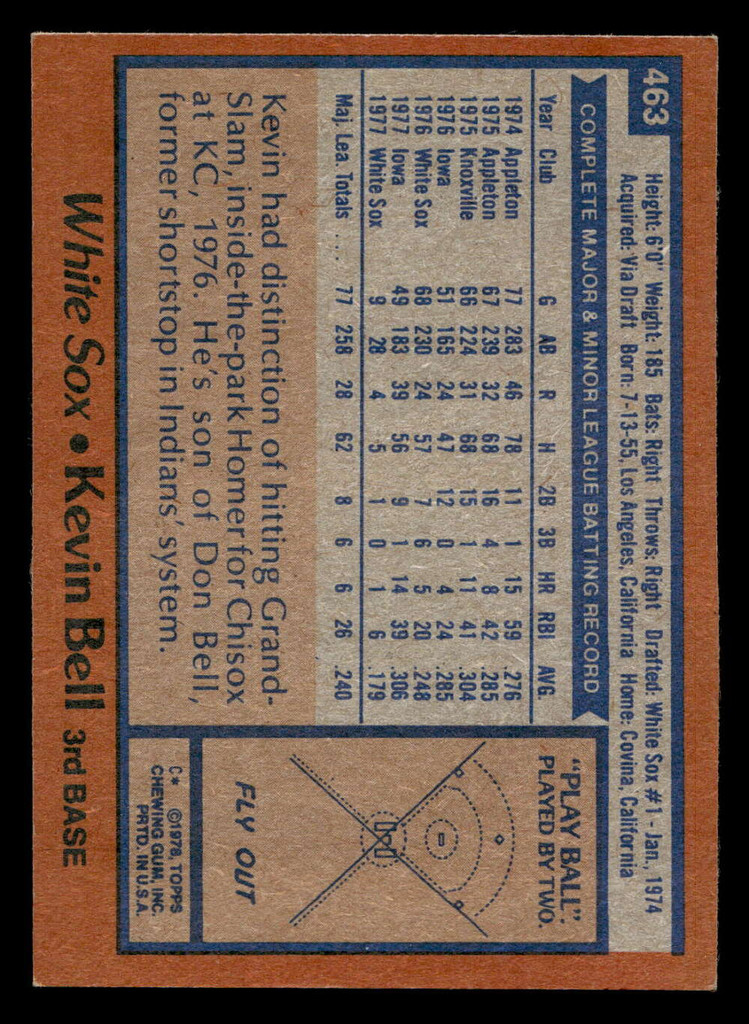 463
Height: 6'0" Weight: 185 Bats: Right Throws: Right Drafted: White Sox #1 - Jan., 1974
Acquired: Via Draft Born: 7-13-55, Los Angeles, California Home: Covina, California
COMPLETE MAJOR & MINOR LEAGUE BATTING RECORD
Year Club G AB R H 2B 3B HR RBI AVG.
1974 Appleton 77 283 46 78 11 1 15 59 .276
1975 Appleton 67 239 32 68 16 4 8 42 .285
1975 Knoxville 66 224 31 68 15 1 11 41 .304
1976 Iowa 51 165 24 47 12 0 4 24 .285
1976 White Sox 68 230 24 57 7 6 5 20 .248
1977 Iowa 49 183 39 56 9 1 14 39 .306
1977 White Sox 9 28 4 5 1 0 1 6 .179
Maj. Lea. Totals .... 77 258 28 62 8 6 6 26 .240
Kevin had distinction of hitting Grand-
Slam, inside-the-park Homer for Chisox
at KC, 1976. He's son of Don Bell,
former shortstop in Indians' system.
"PLAY BALL"
PLAYED BY TWO.
FLY OUT
C* ©1978, TOPPS
CHEWING GUM, INC.
PRTD. IN U.S.A.
White Sox • Kevin Bell 3rd BASE